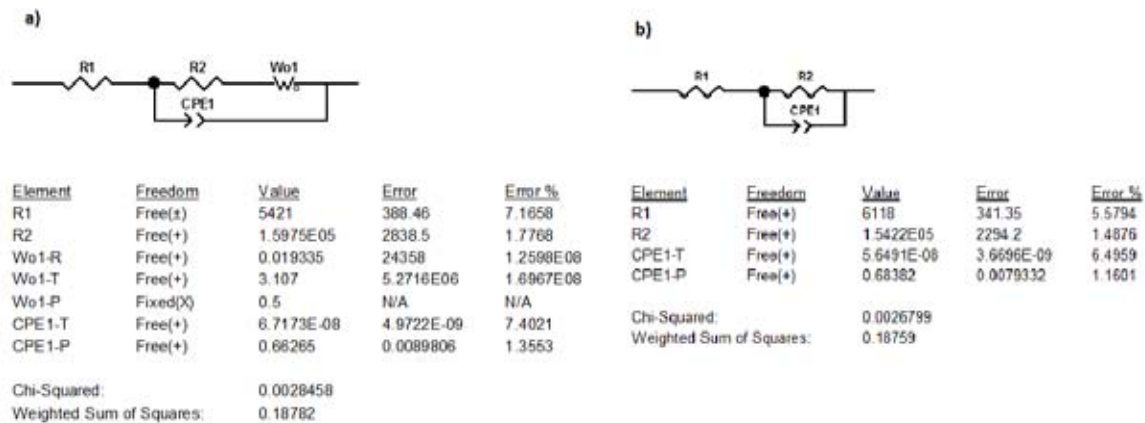 a)
R1 R2 Wo1
CPE1
Element Freedom Value Error Error %
R1 Free(±) 5421 388.46 7.1658
R2 Free(+) 1.5975E05 2838.5 1.7768
Wo1-R Free(+) 0.019335 24358 1.2598E08
Wo1-T Free(+) 3.107 5.2716E06 1.6967E08
Wo1-P Fixed(X) 0.5 N/A N/A
CPE1-T Free(+) 6.7173E-08 4.9722E-09 7.4021
CPE1-P Free(+) 0.66265 0.0089806 1.3553
Chi-Squared: 0.0028458
Weighted Sum of Squares: 0.18782
b)
R1 R2
CPE1
Element Freedom Value Error Error %
R1 Free(+) 6118 341.35 5.5794
R2 Free(+) 1.5422E05 2294.2 1.4876
CPE1-T Free(+) 5.6491E-08 3.6696E-09 6.4959
CPE1-P Free(+) 0.68382 0.0079332 1.1601
Chi-Squared: 0.0026799
Weighted Sum of Squares: 0.18759